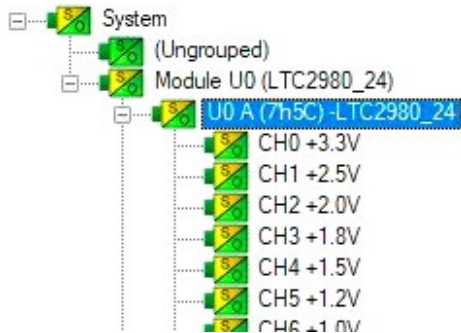 System
(Ungrouped)
Module U0 (LTC2980_24)
U0 A (7h5C) -LTC2980_24
CH0 +3.3V
CH1 +2.5V
CH2 +2.0V
CH3 +1.8V
CH4 +1.5V
CH5 +1.2V
CH6 +1.0V